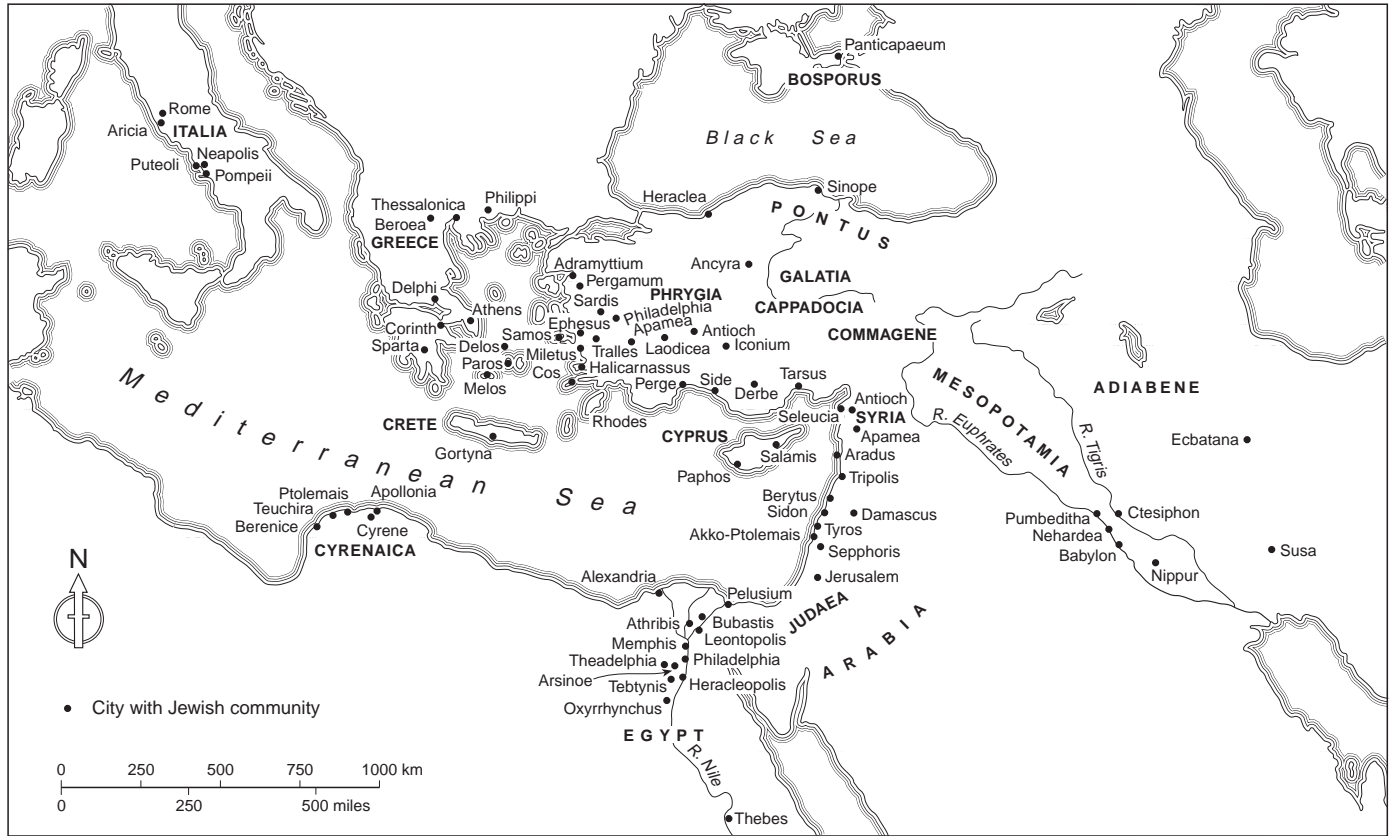 Panticapaeum
BOSPORUS
Black Sea
Rome
Aricia
ITALIA
Neapolis
Puteoli
Pompeii
Sinope
Heraclea
PONTUS
Thessalonica
Philippi
Beroea
GREECE
Ancyra
GALATIA
Adramyttium
Pergamum
PHRYGIA
CAPPADOCIA
Delphi
Sardis
Philadelphia
Athens
Corinth
Ephesus
Apamea
Antioch
COMMAGENE
Samos
Sparta
Delos
Miletus
Tralles
Laodicea
Iconium
Paros
Halicarnassus
Cos
Melos
Perge
Side
Derbe
Tarsus
Rhodes
Mediterranean Sea
MESOPOTAMIA
ADIABENE
Antioch
Seleucia
SYRIA
R. Euphrates
R. Tigris
CRETE
Gortyna
CYPRUS
Salamis
Paphos
Apamea
Aradus
Tripolis
Ecbatana
Ptolemais
Apollonia
Teuchira
Berenice
Cyrene
CYRENAICA
Berytus
Sidon
Damascus
Tyros
Akko-Ptolemais
Sepphoris
Jerusalem
Pumbeditha
Ctesiphon
Nehardea
Babylon
Nippur
Susa
N
Alexandria
Pelusium
JUDAEA
ARABIA
Athribis
Bubastis
Leontopolis
Memphis
Theadelphia
Philadelphia
Arsinoe
Tebtynis
Heracleopolis
Oxyrrhynchus
EGYPT
R. Nile
Thebes
City with Jewish community
0 250 500 750 1000 km
0 250 500 miles